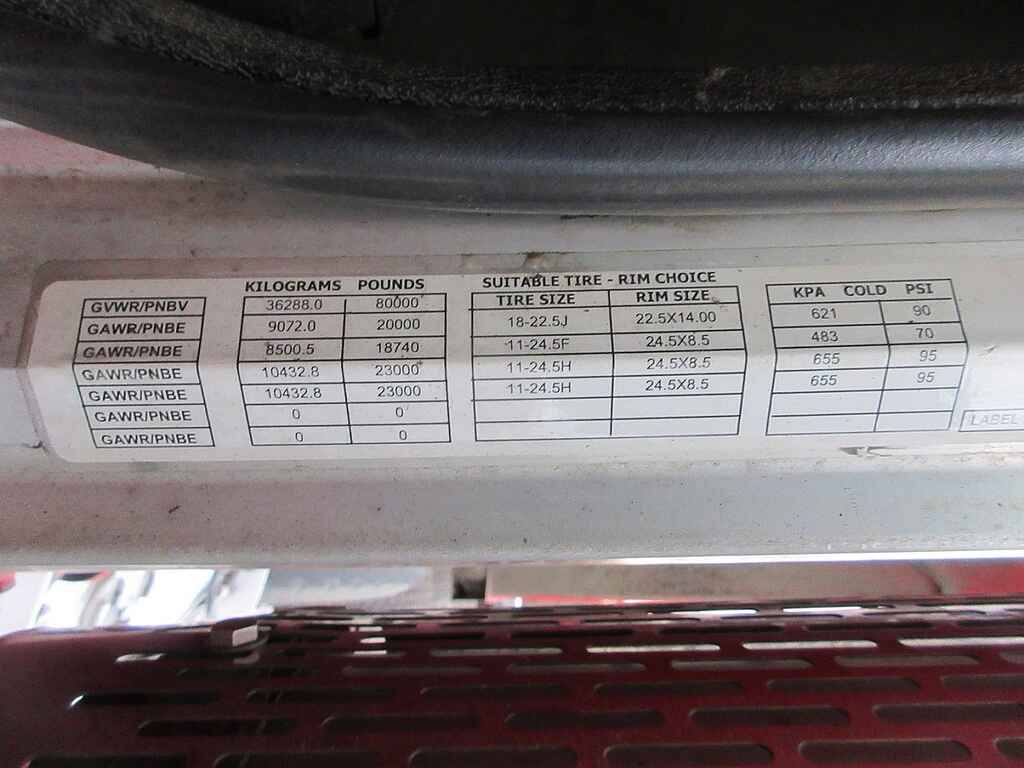 KILOGRAMS POUNDS SUITABLE TIRE - RIM CHOICE
TIRE SIZE RIM SIZE KPA COLD PSI
GVWR/PNBV 36288.0 80000
GAWR/PNBE 9072.0 20000 18-22.5J 22.5X14.00 621 90
GAWR/PNBE 8500.5 18740 11-24.5F 24.5X8.5 483 70
GAWR/PNBE 10432.8 23000 11-24.5H 24.5X8.5 655 95
GAWR/PNBE 10432.8 23000 11-24.5H 24.5X8.5 655 95
GAWR/PNBE 0 0
GAWR/PNBE 0 0
LABEL